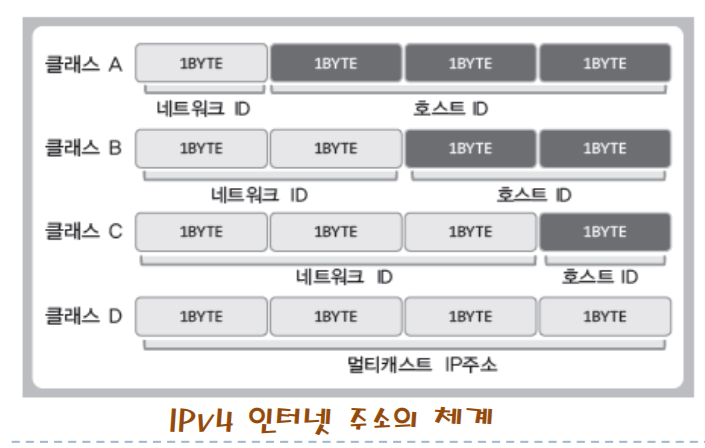 클래스 A 1BYTE 1BYTE 1BYTE 1BYTE
네트워크 ID 호스트 ID
클래스 B 1BYTE 1BYTE 1BYTE 1BYTE
네트워크 ID 호스트 ID
클래스 C 1BYTE 1BYTE 1BYTE 1BYTE
네트워크 ID 호스트 ID
클래스 D 1BYTE 1BYTE 1BYTE 1BYTE
멀티캐스트 IP주소
IPv4 인터넷 주소의 체계